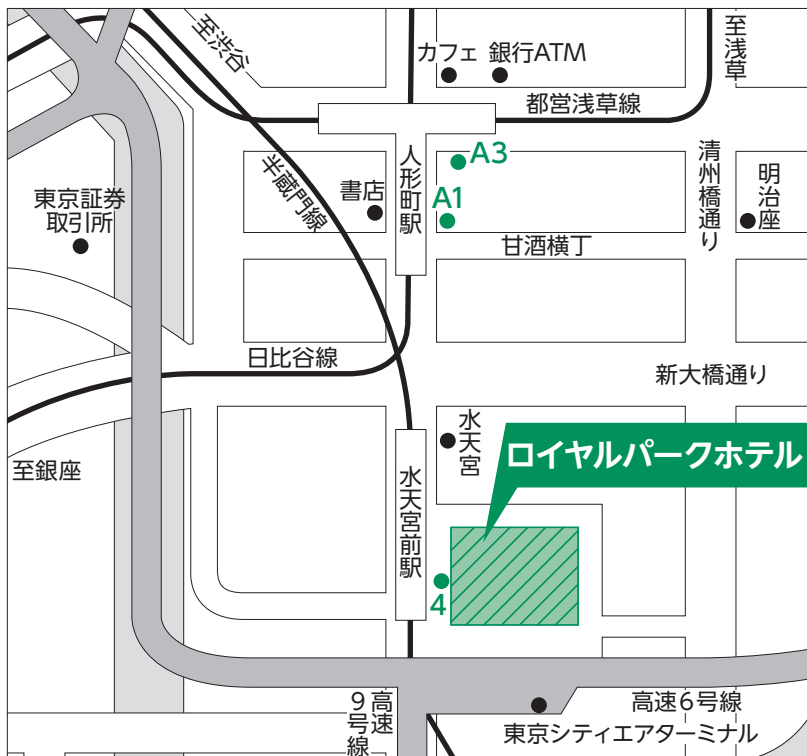 至渋谷
カフェ
銀行ATM
至浅草
都営浅草線
人形町駅
A3
清州橋通り
明治座
半蔵門線
書店
A1
東京証券
取引所
甘酒横丁
日比谷線
新大橋通り
水天宮
ロイヤルパークホテル
至銀座
水天宮前駅
4
高速
9号線
高速6号線
東京シティエアターミナル